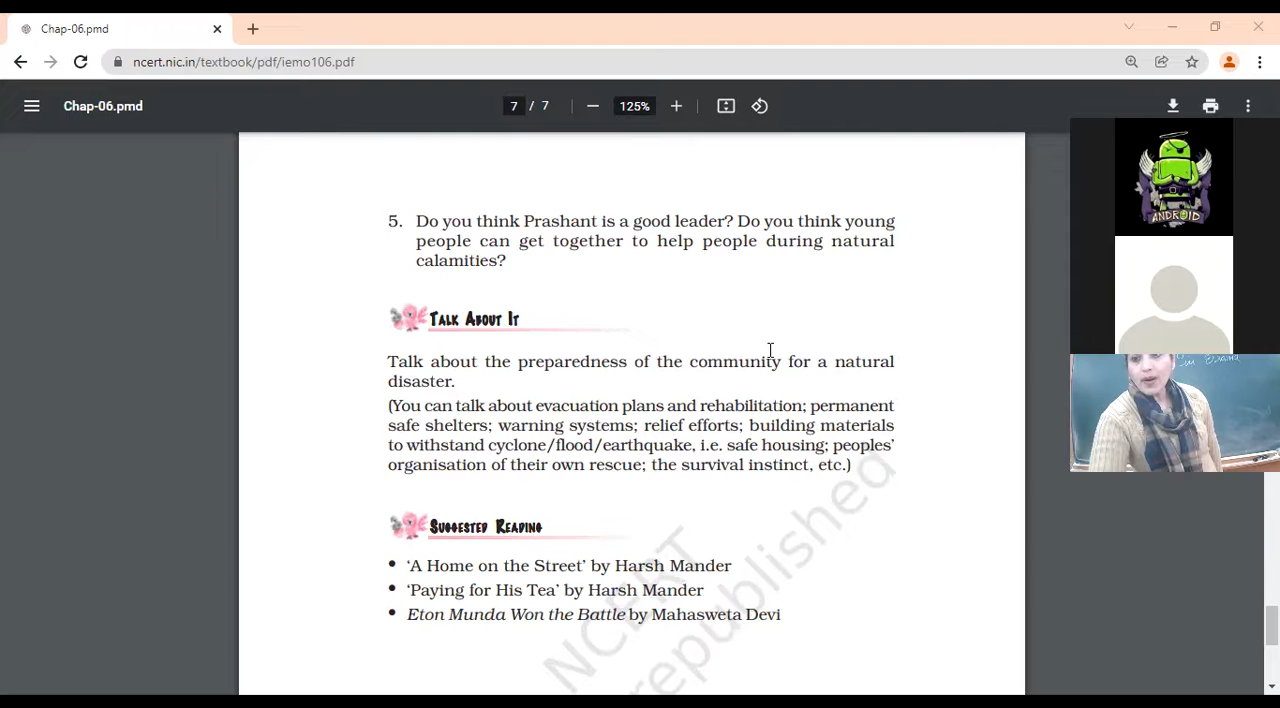 Chap-06.pmd
ncert.nic.in/textbook/pdf/iemo106.pdf
Chap-06.pmd
7 / 7
125%
5. Do you think Prashant is a good leader? Do you think young
people can get together to help people during natural
calamities?
TALK ABOUT IT
Talk about the preparedness of the community for a natural
disaster.
(You can talk about evacuation plans and rehabilitation; permanent
safe shelters; warning systems; relief efforts; building materials
to withstand cyclone/flood/earthquake, i.e. safe housing; peoples'
organisation of their own rescue; the survival instinct, etc.)
SUGGESTED READING
• 'A Home on the Street' by Harsh Mander
• 'Paying for His Tea' by Harsh Mander
• Eton Munda Won the Battle by Mahasweta Devi
NCERT
republished
ANDROID
in